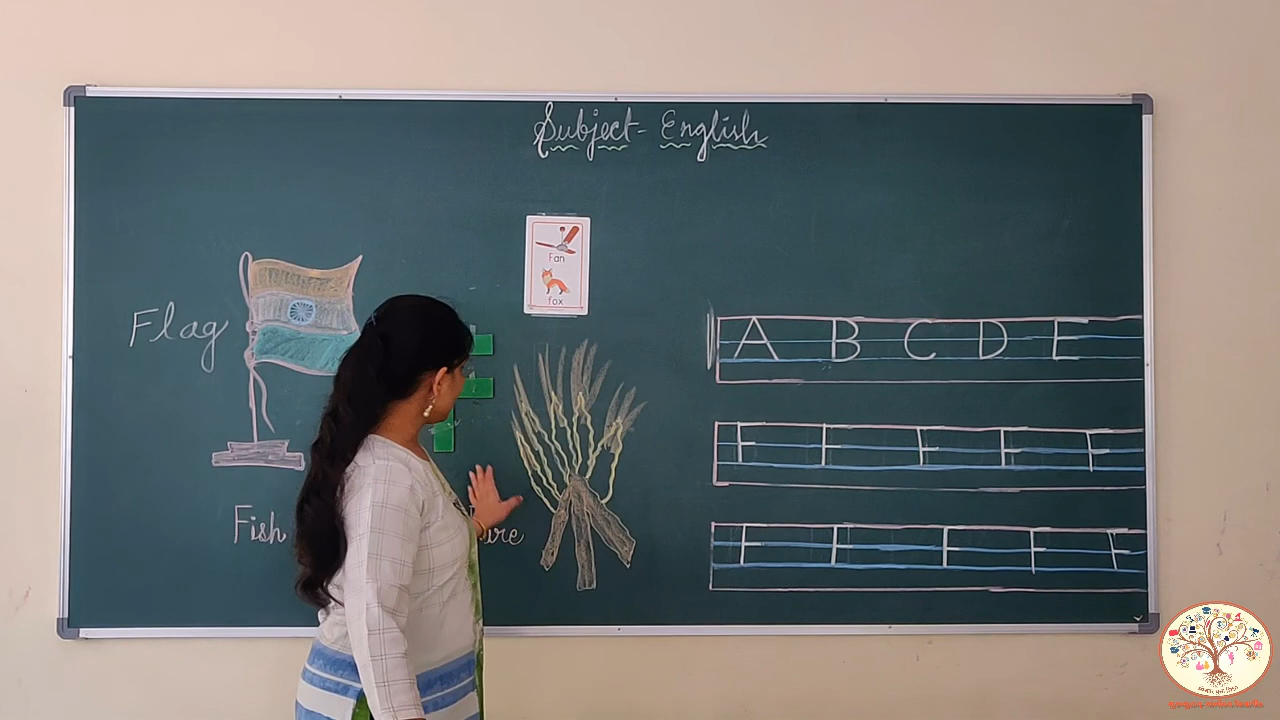 Subject- English
Fan
fox
Flag
A B C D E
F F F F F
Fish
F F F F F